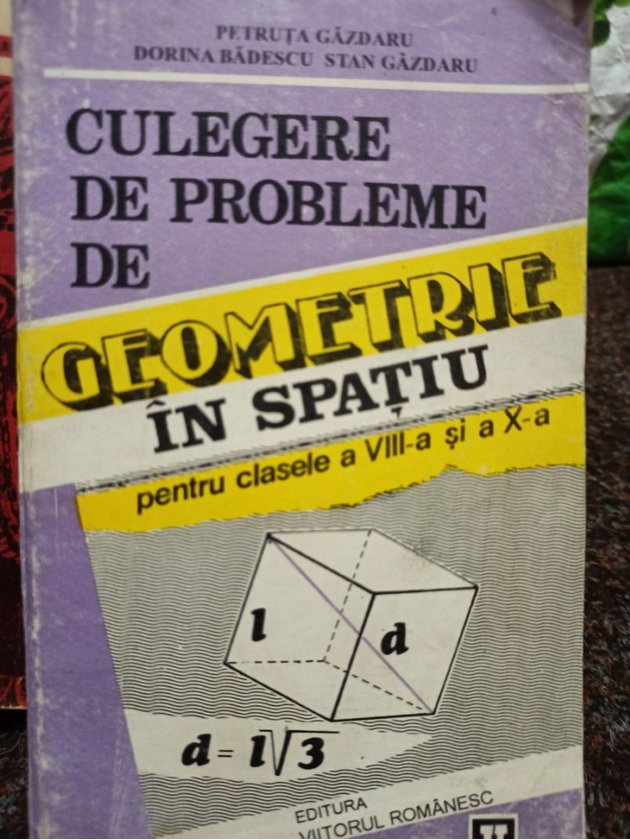 PETRUȚA GĂZDARU
DORINA BĂDESCU STAN GĂZDARU
CULEGERE
DE PROBLEME
DE
GEOMETRIE
ÎN SPAȚIU
pentru clasele a VIII-a și a X-a
l
d
d = l√3
EDITURA
VIITORUL ROMÂNESC